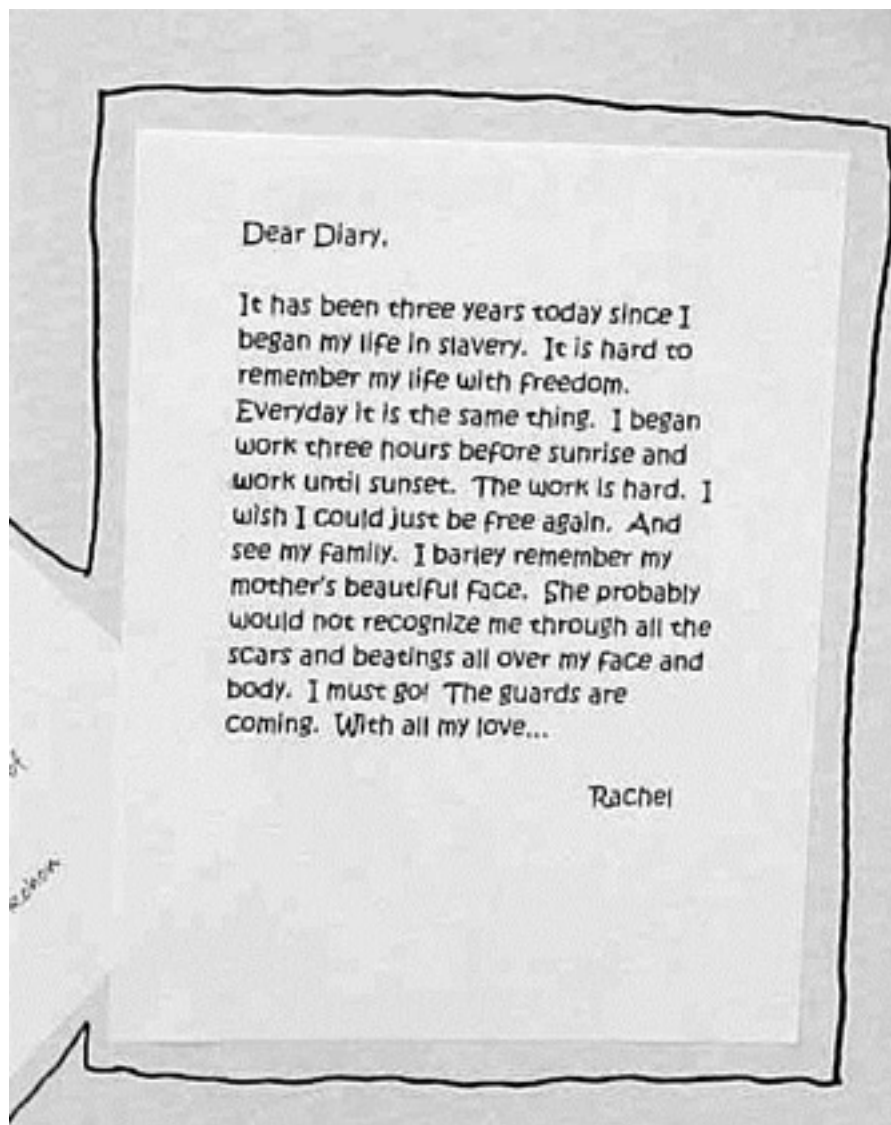 Dear Diary,
It has been three years today since I
began my life in slavery. It is hard to
remember my life with freedom.
Everyday it is the same thing. I began
work three hours before sunrise and
work until sunset. The work is hard. I
wish I could just be free again. And
see my family. I barley remember my
mother's beautiful face. She probably
would not recognize me through all the
scars and beatings all over my face and
body. I must go! The guards are
coming. With all my love...
Rachel
of